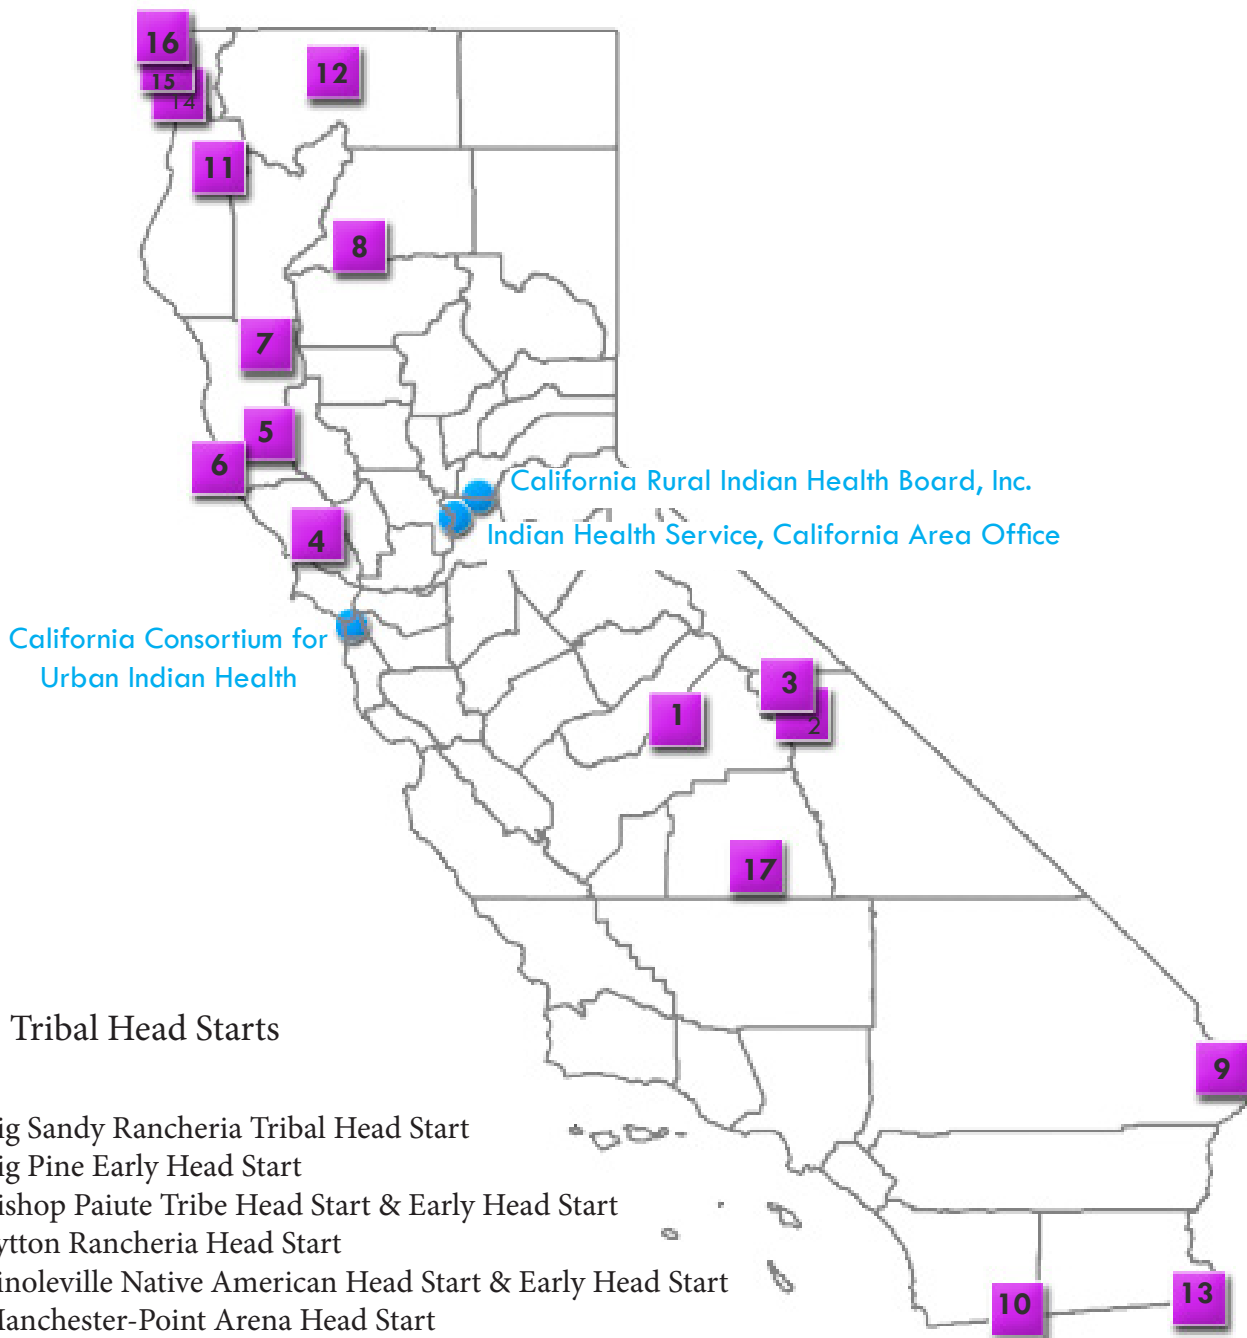 16
15
14
12
11
8
7
5
6
4
California Rural Indian Health Board, Inc.
Indian Health Service, California Area Office
California Consortium for
Urban Indian Health
3
2
1
17
9
10
13
Tribal Head Starts
ig Sandy Rancheria Tribal Head Start
ig Pine Early Head Start
ishop Paiute Tribe Head Start & Early Head Start
ytton Rancheria Head Start
inoleville Native American Head Start & Early Head Start
Manchester-Point Arena Head Start